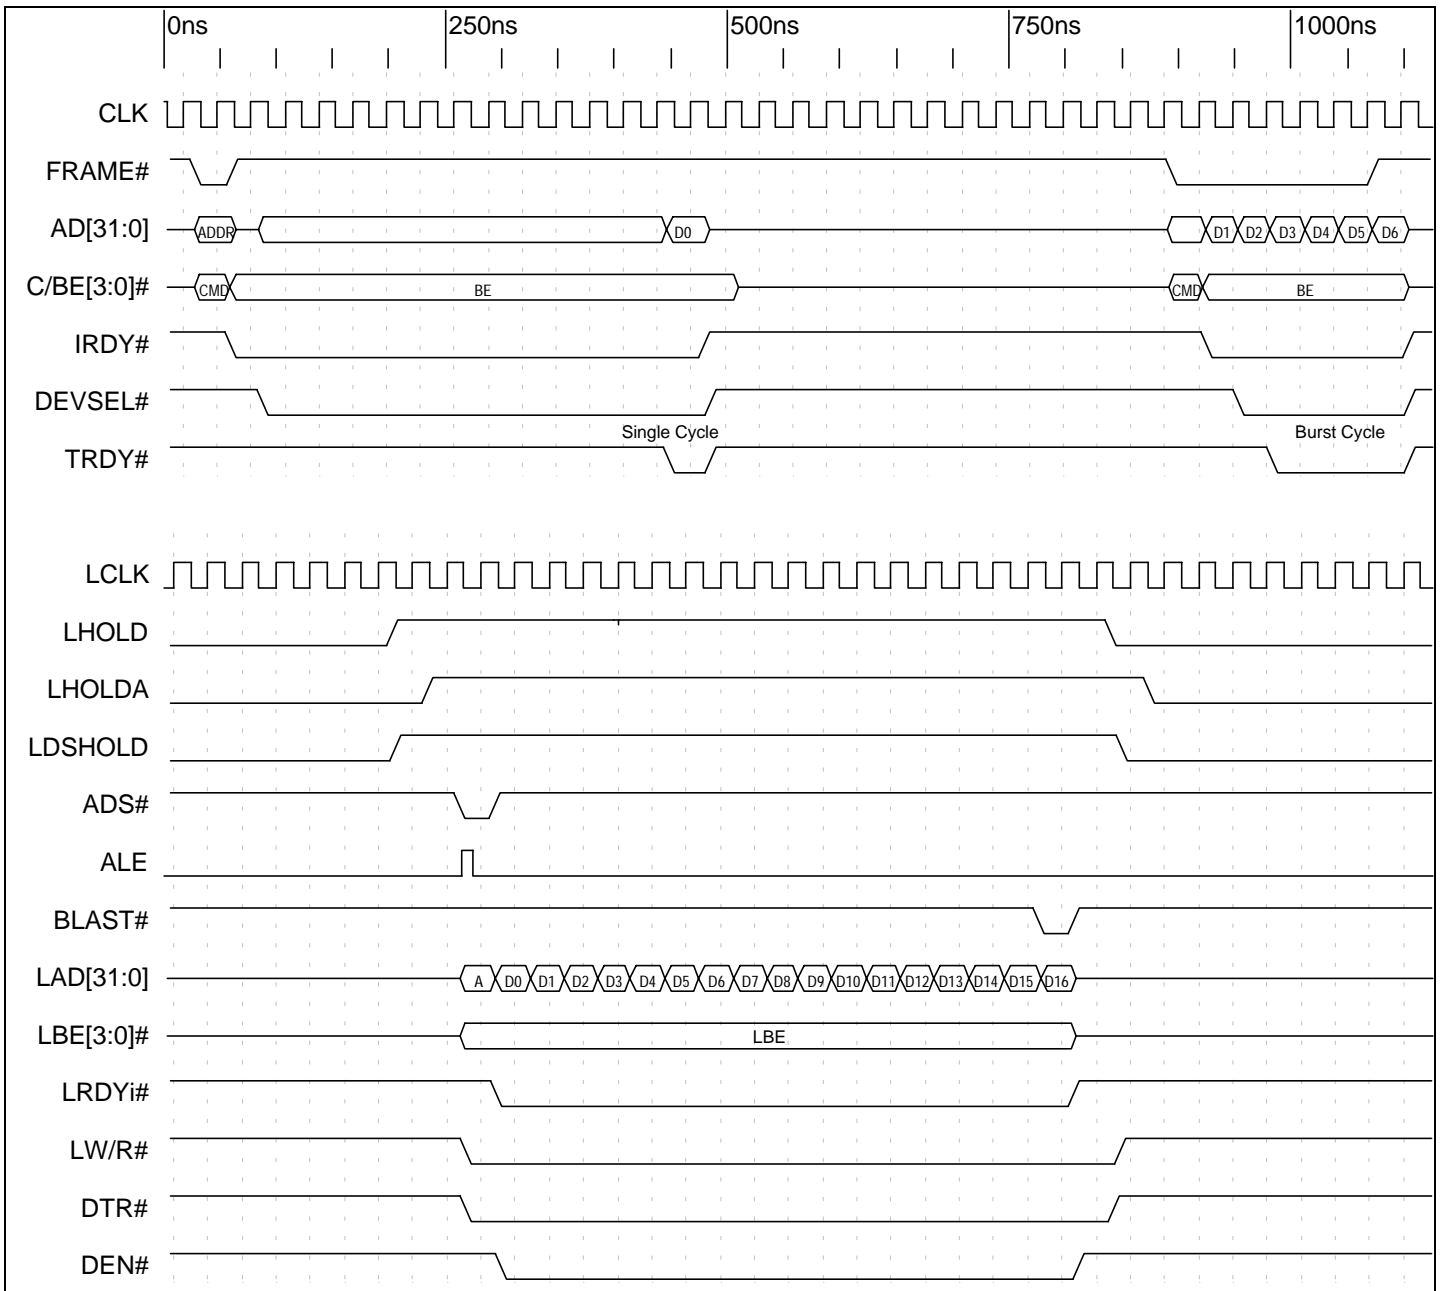 0ns 250ns 500ns 750ns 1000ns
CLK
FRAME#
AD[31:0] ADDR D0 D1 D2 D3 D4 D5 D6
C/BE[3:0]# CMD BE CMD BE
IRDY#
DEVSEL#
Single Cycle Burst Cycle
TRDY#
LCLK
LHOLD
LHOLDA
LDSHOLD
ADS#
ALE
BLAST#
LAD[31:0] A D0 D1 D2 D3 D4 D5 D6 D7 D8 D9 D10 D11 D12 D13 D14 D15 D16
LBE[3:0]# LBE
LRDYi#
LW/R#
DTR#
DEN#